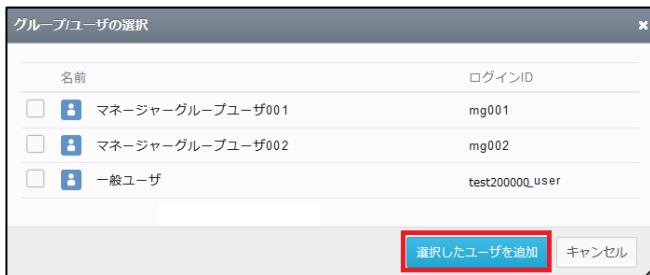 グループ/ユーザの選択
名前 ログインID
マネージャーグループユーザ001 mg001
マネージャーグループユーザ002 mg002
一般ユーザ test200000_user
選択したユーザを追加 キャンセル